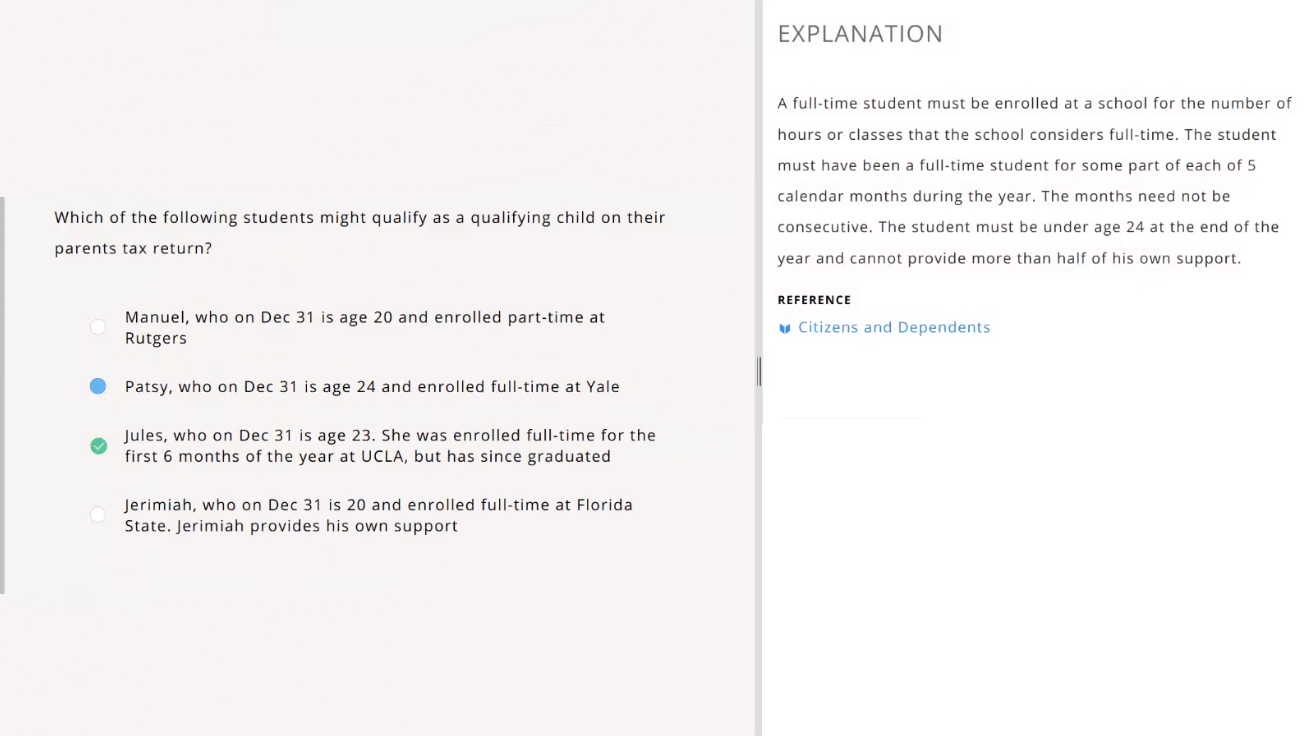 Which of the following students might qualify as a qualifying child on their
parents tax return?
Manuel, who on Dec 31 is age 20 and enrolled part-time at
Rutgers
Patsy, who on Dec 31 is age 24 and enrolled full-time at Yale
Jules, who on Dec 31 is age 23. She was enrolled full-time for the
first 6 months of the year at UCLA, but has since graduated
Jerimiah, who on Dec 31 is 20 and enrolled full-time at Florida
State. Jerimiah provides his own support
EXPLANATION
A full-time student must be enrolled at a school for the number of
hours or classes that the school considers full-time. The student
must have been a full-time student for some part of each of 5
calendar months during the year. The months need not be
consecutive. The student must be under age 24 at the end of the
year and cannot provide more than half of his own support.
REFERENCE
Citizens and Dependents